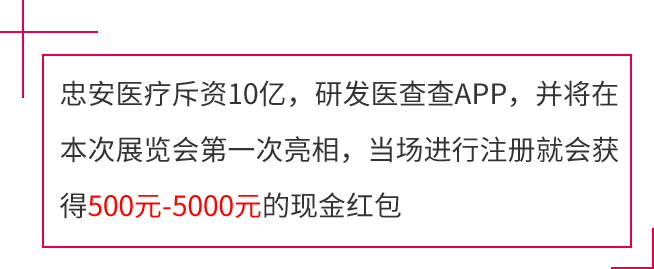 忠安医疗斥资10亿，研发医查查APP，并将在
本次展览会第一次亮相，当场进行注册就会获
得500元-5000元的现金红包